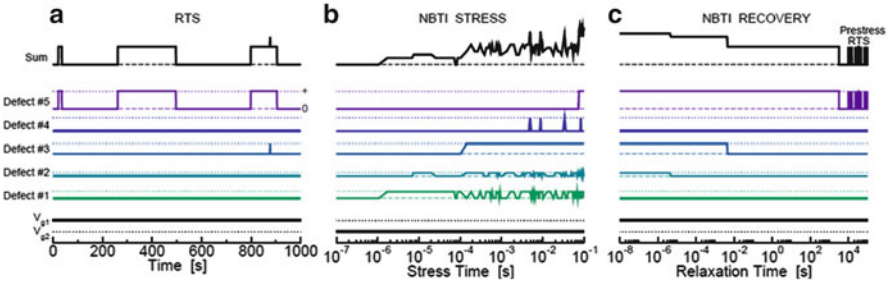 a RTS
b NBTI STRESS
c NBTI RECOVERY
Sum
Prestress
RTS
Defect #5
+
0
Defect #4
Defect #3
Defect #2
Defect #1
Vg1
Vg2
0 200 400 600 800 1000
Time [s]
10-7 10-6 10-5 10-4 10-3 10-2 10-1
Stress Time [s]
10-8 10-6 10-4 10-2 100 102 104
Relaxation Time [s]